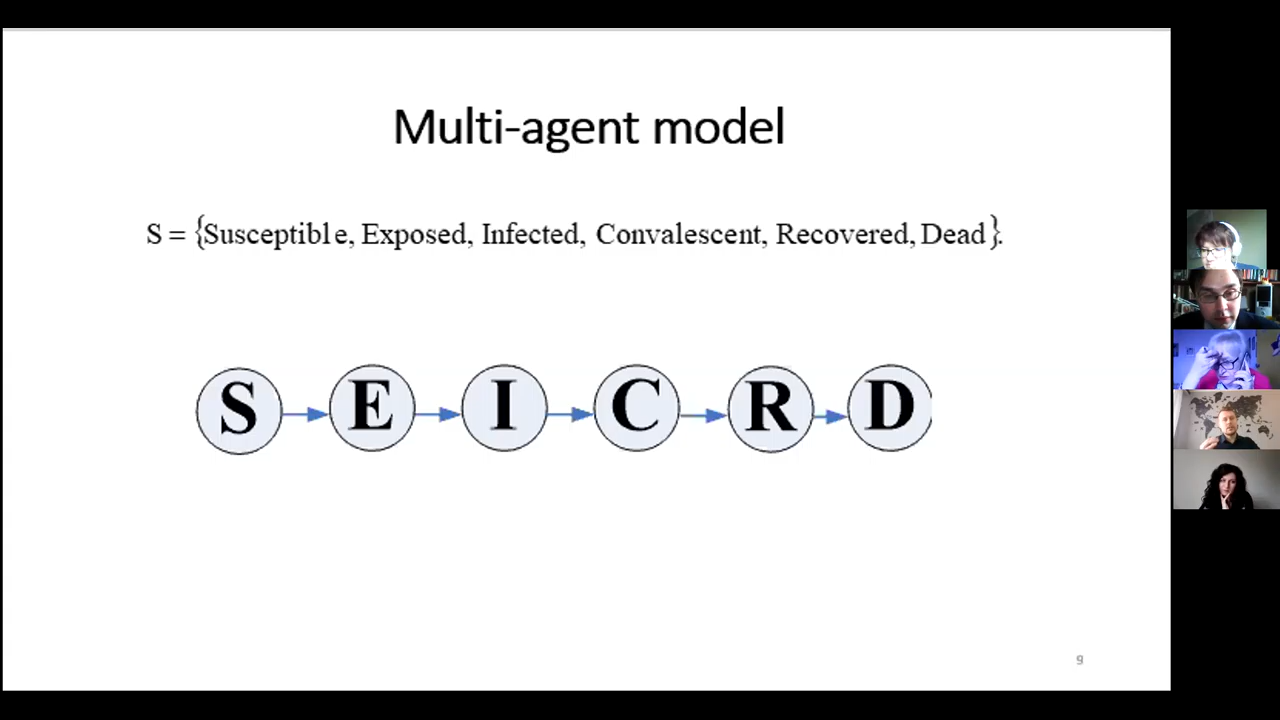 Multi-agent model
S = {Susceptible, Exposed, Infected, Convalescent, Recovered, Dead}.
S E I C R D
9